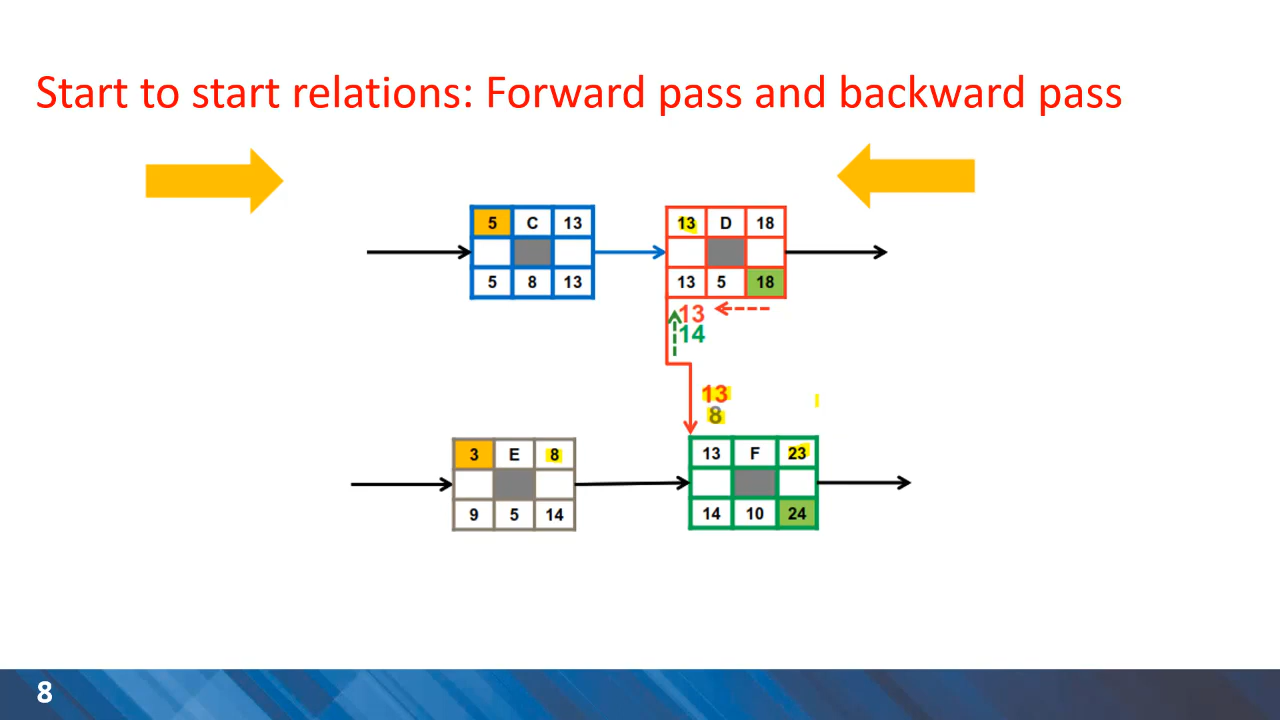 Start to start relations: Forward pass and backward pass
5 C 13
5 8 13
13 D 18
13 5 18
13
14
13
8
3 E 8
9 5 14
13 F 23
14 10 24
8